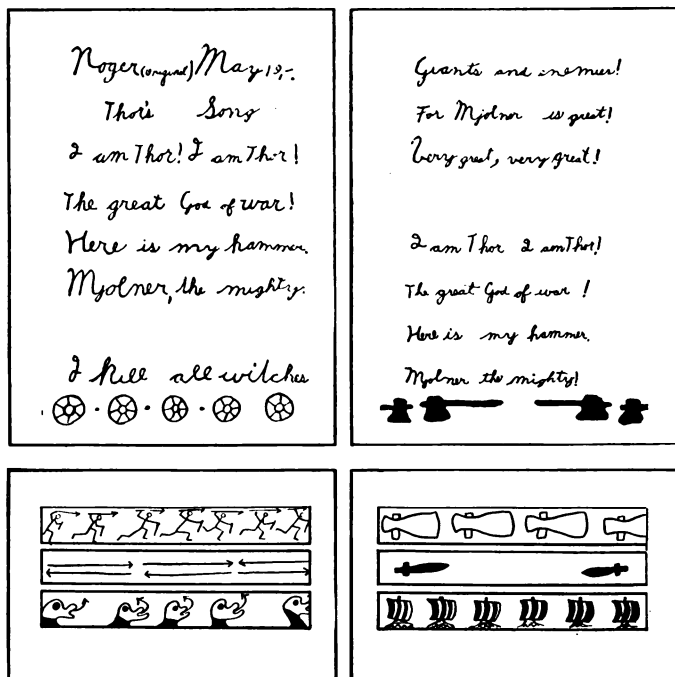 Roger (original) May 19,-.
Thor's Song
I am Thor! I am Thor!
The great God of war!
Here is my hammer.
Mjolner, the mighty.
I kill all witches
Giants and enemies!
For Mjolner is great!
Very great, very great!
I am Thor I am Thor!
The great God of war!
Here is my hammer.
Mjolner the mighty!